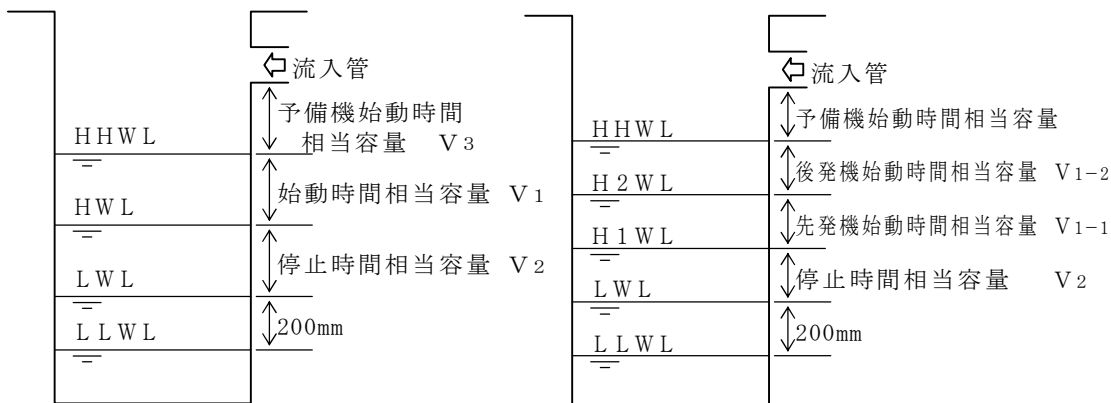 流入管
予備機始動時間
相当容量 V3
HHWL
始動時間相当容量 V1
HWL
停止時間相当容量 V2
LWL
200mm
LLWL
流入管
予備機始動時間相当容量
HHWL
後発機始動時間相当容量 V1-2
H2WL
先発機始動時間相当容量 V1-1
H1WL
停止時間相当容量 V2
LWL
200mm
LLWL